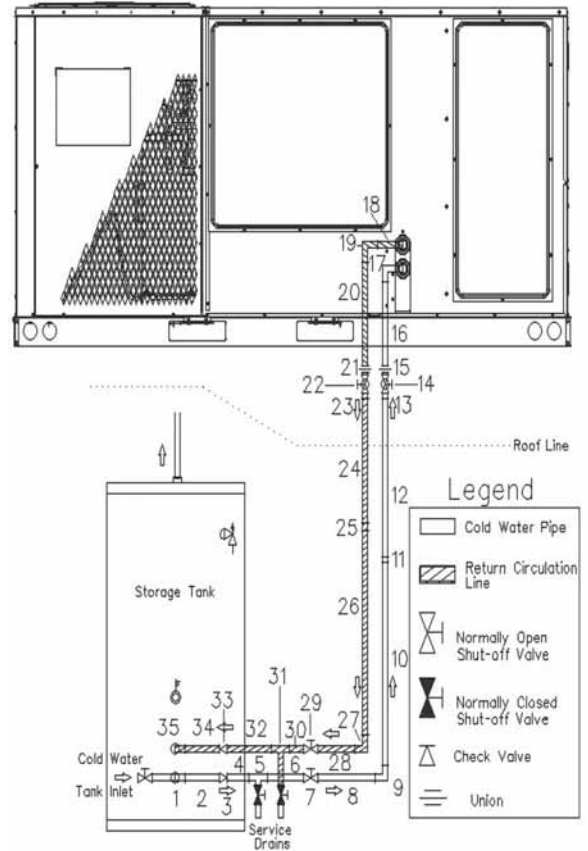 18
19
17
20
16
21
15
22
14
23
13
Roof Line
24
12
Legend
Cold Water Pipe
25
11
Return Circulation
Line
Storage Tank
26
10
Normally Open
Shut-off Valve
31
33
29
27
Normally Closed
Shut-off Valve
35
34
32
30
Cold Water
4
5
6
28
Check Valve
Tank Inlet
1
2
3
7
8
9
Union
Service
Drains